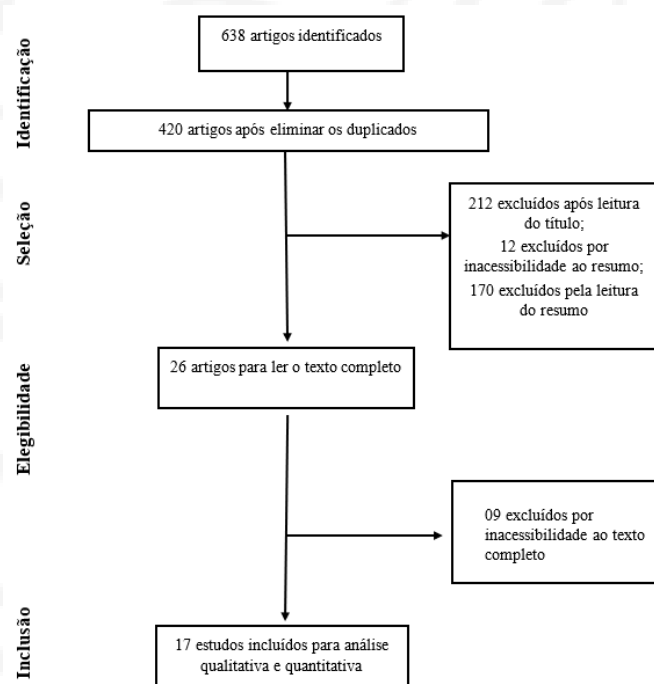 Identificação
638 artigos identificados
420 artigos após eliminar os duplicados
Seleção
212 excluídos após leitura
do título;
12 excluídos por
inacessibilidade ao resumo;
170 excluídos pela leitura
do resumo
Elegibilidade
26 artigos para ler o texto completo
09 excluídos por
inacessibilidade ao texto
completo
Inclusão
17 estudos incluídos para análise
qualitativa e quantitativa